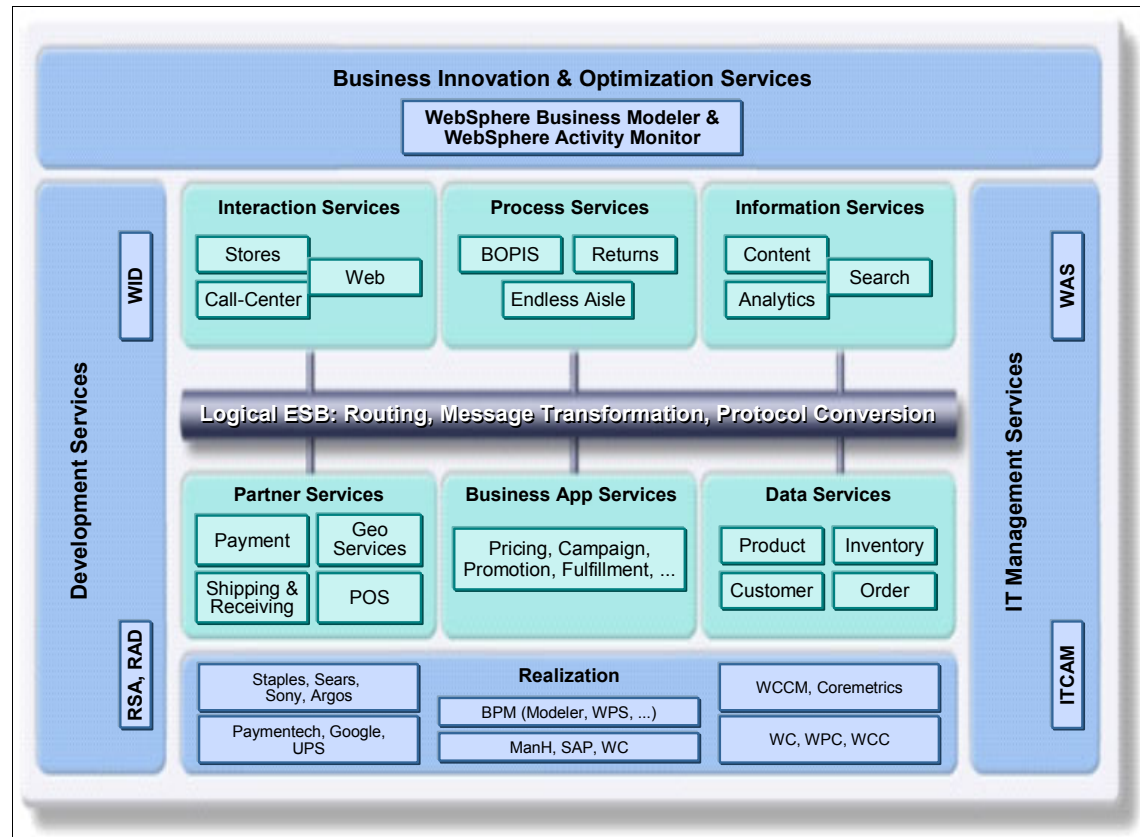 Business Innovation & Optimization Services
WebSphere Business Modeler &
WebSphere Activity Monitor
Development Services
WID
RSA, RAD
Interaction Services
Stores
Web
Call-Center
Process Services
BOPIS
Returns
Endless Aisle
Information Services
Content
Search
Analytics
Logical ESB: Routing, Message Transformation, Protocol Conversion
Partner Services
Payment
Geo
Services
Shipping &
Receiving
POS
Business App Services
Pricing, Campaign,
Promotion, Fulfillment, ...
Data Services
Product
Inventory
Customer
Order
Realization
Staples, Sears,
Sony, Argos
Paymentech, Google,
UPS
BPM (Modeler, WPS, ...)
ManH, SAP, WC
WCCM, Coremetrics
WC, WPC, WCC
IT Management Services
WAS
ITCAM